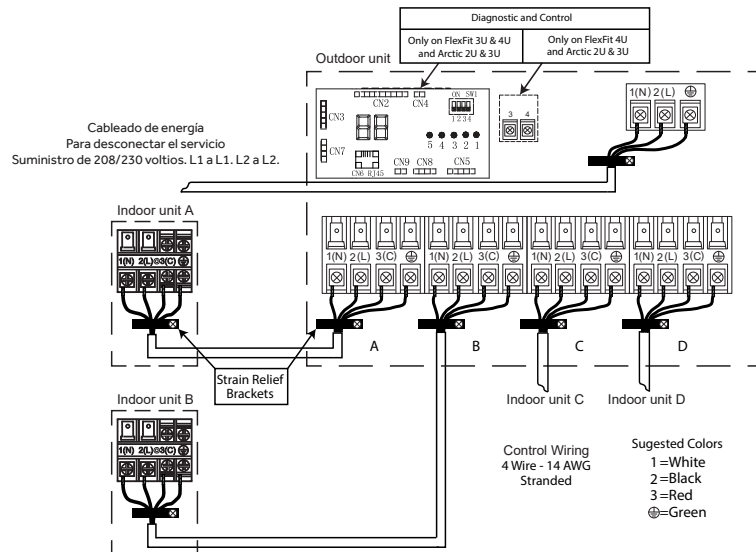 Diagnostic and Control
Only on FlexFit 3U & 4U
and Arctic 2U & 3U
Only on FlexFit 4U
and Arctic 2U & 3U
Outdoor unit
CN2
CN4
ON SW1
1 2 3 4
CN3
CN7
5 4 3 2 1
CN6 RJ45
CN9
CN8
CN5
3 4
1(N) 2(L)
Cableado de energía
Para desconectar el servicio
Suministro de 208/230 voltios. L1 a L1. L2 a L2.
Indoor unit A
1(N) 2(L) 3(C)
1(N) 2(L) 3(C)
1(N) 2(L) 3(C)
1(N) 2(L) 3(C)
1(N) 2(L) 3(C)
A
B
C
D
Strain Relief
Brackets
Indoor unit C
Indoor unit D
Indoor unit B
1(N) 2(L) 3(C)
Control Wiring
4 Wire - 14 AWG
Stranded
Sugested Colors
1 =White
2 =Black
3 =Red
⏚=Green